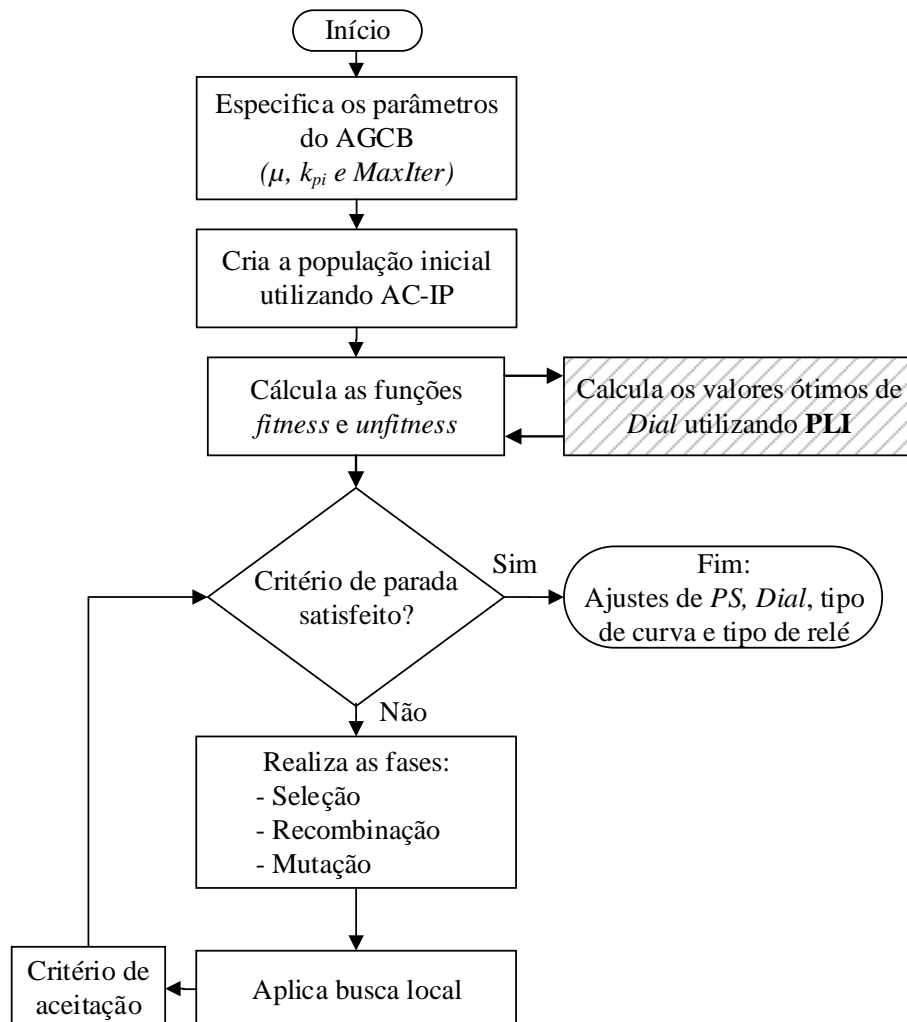 Início
Especifica os parâmetros
do AGCB
(μ, kpi e MaxIter)
Cria a população inicial
utilizando AC-IP
Cálcula as funções
fitness e unfitness
Calcula os valores ótimos de
Dial utilizando PLI
Critério de parada
satisfeito?
Sim
Fim:
Ajustes de PS, Dial, tipo
de curva e tipo de relé
Não
Realiza as fases:
- Seleção
- Recombinação
- Mutação
Aplica busca local
Critério de
aceitação